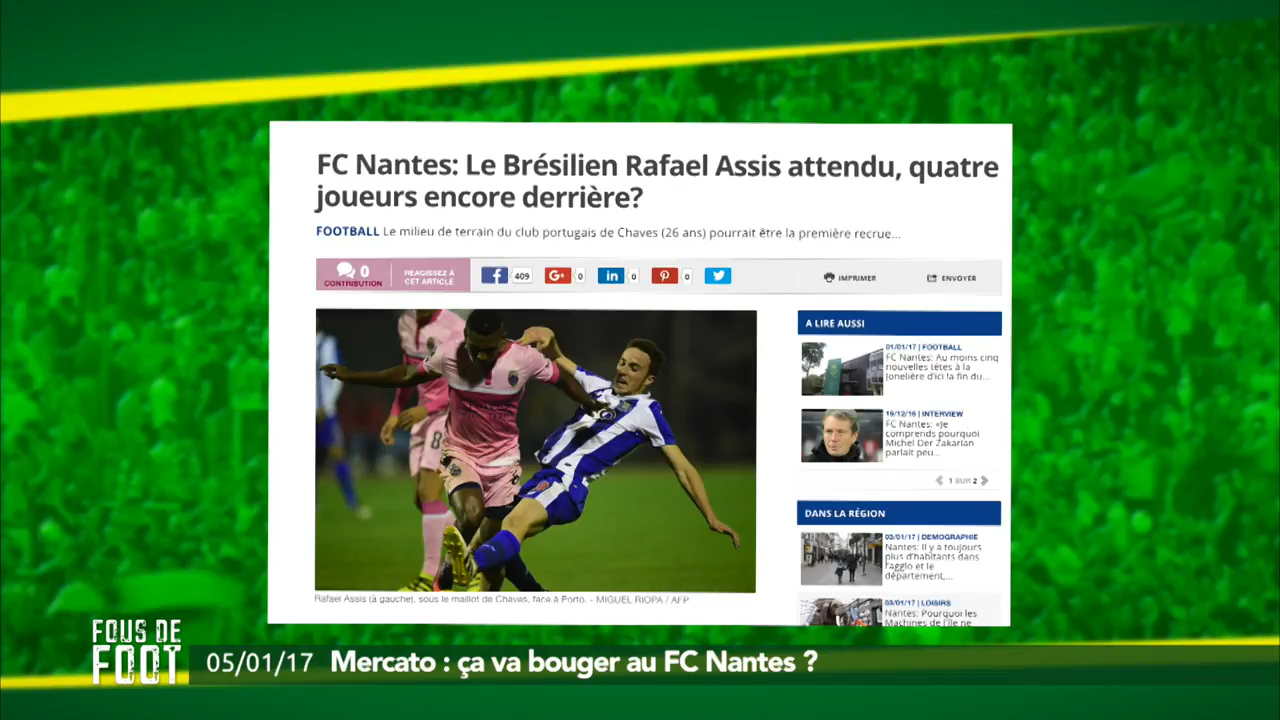 FC Nantes: Le Brésilien Rafael Assis attendu, quatre
joueurs encore derrière?
FOOTBALL Le milieu de terrain du club portugais de Chaves (26 ans) pourrait être la première recrue...
0
CONTRIBUTION
RÉAGISSEZ À
CET ARTICLE
409
G+ 0
in 0
0
IMPRIMER
ENVOYER
A LIRE AUSSI
01/01/17 | FOOTBALL
FC Nantes: Au moins cinq
nouvelles têtes à la
Jonelière d'ici la fin du...
19/12/16 | INTERVIEW
FC Nantes: «Je
comprends pourquoi
Michel Der Zakarian
parlait peu...
1 SUR 2
DANS LA RÉGION
03/01/17 | DEMOGRAPHIE
Nantes: Il y a toujours
plus d'habitants dans
l'agglo et le
département,...
03/01/17 | LOISIRS
Nantes: Pourquoi les
Machines de l'île ne
8
Rafael Assis (à gauche), sous le maillot de Chaves, face à Porto. - MIGUEL RIOPA / AFP
FOUS DE
FOOT
05/01/17 Mercato : ça va bouger au FC Nantes ?